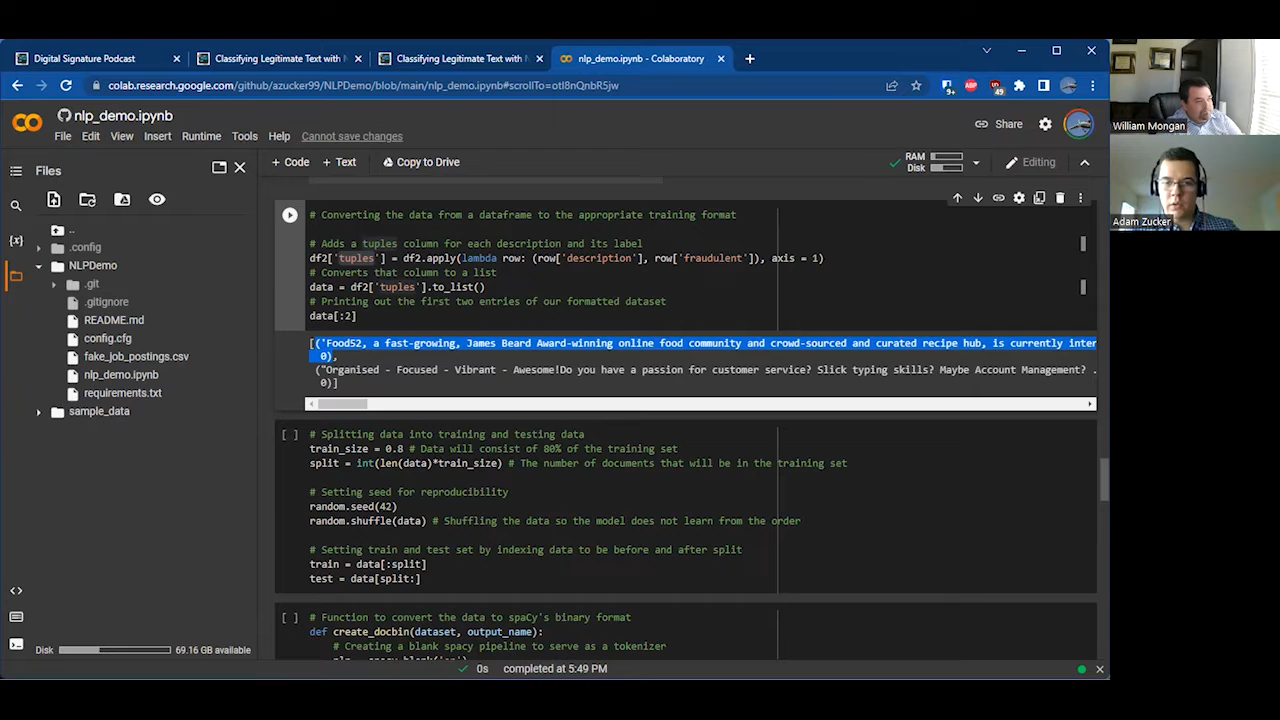 Digital Signature Podcast
Classifying Legitimate Text with N
Classifying Legitimate Text with N
nlp_demo.ipynb - Colaboratory
colab.research.google.com/github/azucker99/NLPDemo/blob/main/nlp_demo.ipynb#scrollTo=otl8nQnbR5jw
9+
ABP
49
nlp_demo.ipynb
File Edit View Insert Runtime Tools Help Cannot save changes
Share
Files
+ Code + Text Copy to Drive
RAM
Disk
Editing
..
.config
NLPDemo
.git
.gitignore
README.md
config.cfg
fake_job_postings.csv
nlp_demo.ipynb
requirements.txt
sample_data
# Converting the data from a dataframe to the appropriate training format
# Adds a tuples column for each description and its label
df2['tuples'] = df2.apply(lambda row: (row['description'], row['fraudulent']), axis = 1)
# Converts that column to a list
data = df2['tuples'].to_list()
# Printing out the first two entries of our formatted dataset
data[:2]
[('Food52, a fast-growing, James Beard Award-winning online food community and crowd-sourced and curated recipe hub, is currently inter
0),
("Organised - Focused - Vibrant - Awesome!Do you have a passion for customer service? Slick typing skills? Maybe Account Management? .
0)]
[ ] # Splitting data into training and testing data
train_size = 0.8 # Data will consist of 80% of the training set
split = int(len(data)*train_size) # The number of documents that will be in the training set
# Setting seed for reproducibility
random.seed(42)
random.shuffle(data) # Shuffling the data so the model does not learn from the order
# Setting train and test set by indexing data to be before and after split
train = data[:split]
test = data[split:]
[ ] # Function to convert the data to spaCy's binary format
def create_docbin(dataset, output_name):
# Creating a blank spacy pipeline to serve as a tokenizer
Disk 69.16 GB available
0s completed at 5:49 PM
William Mongan
Adam Zucker